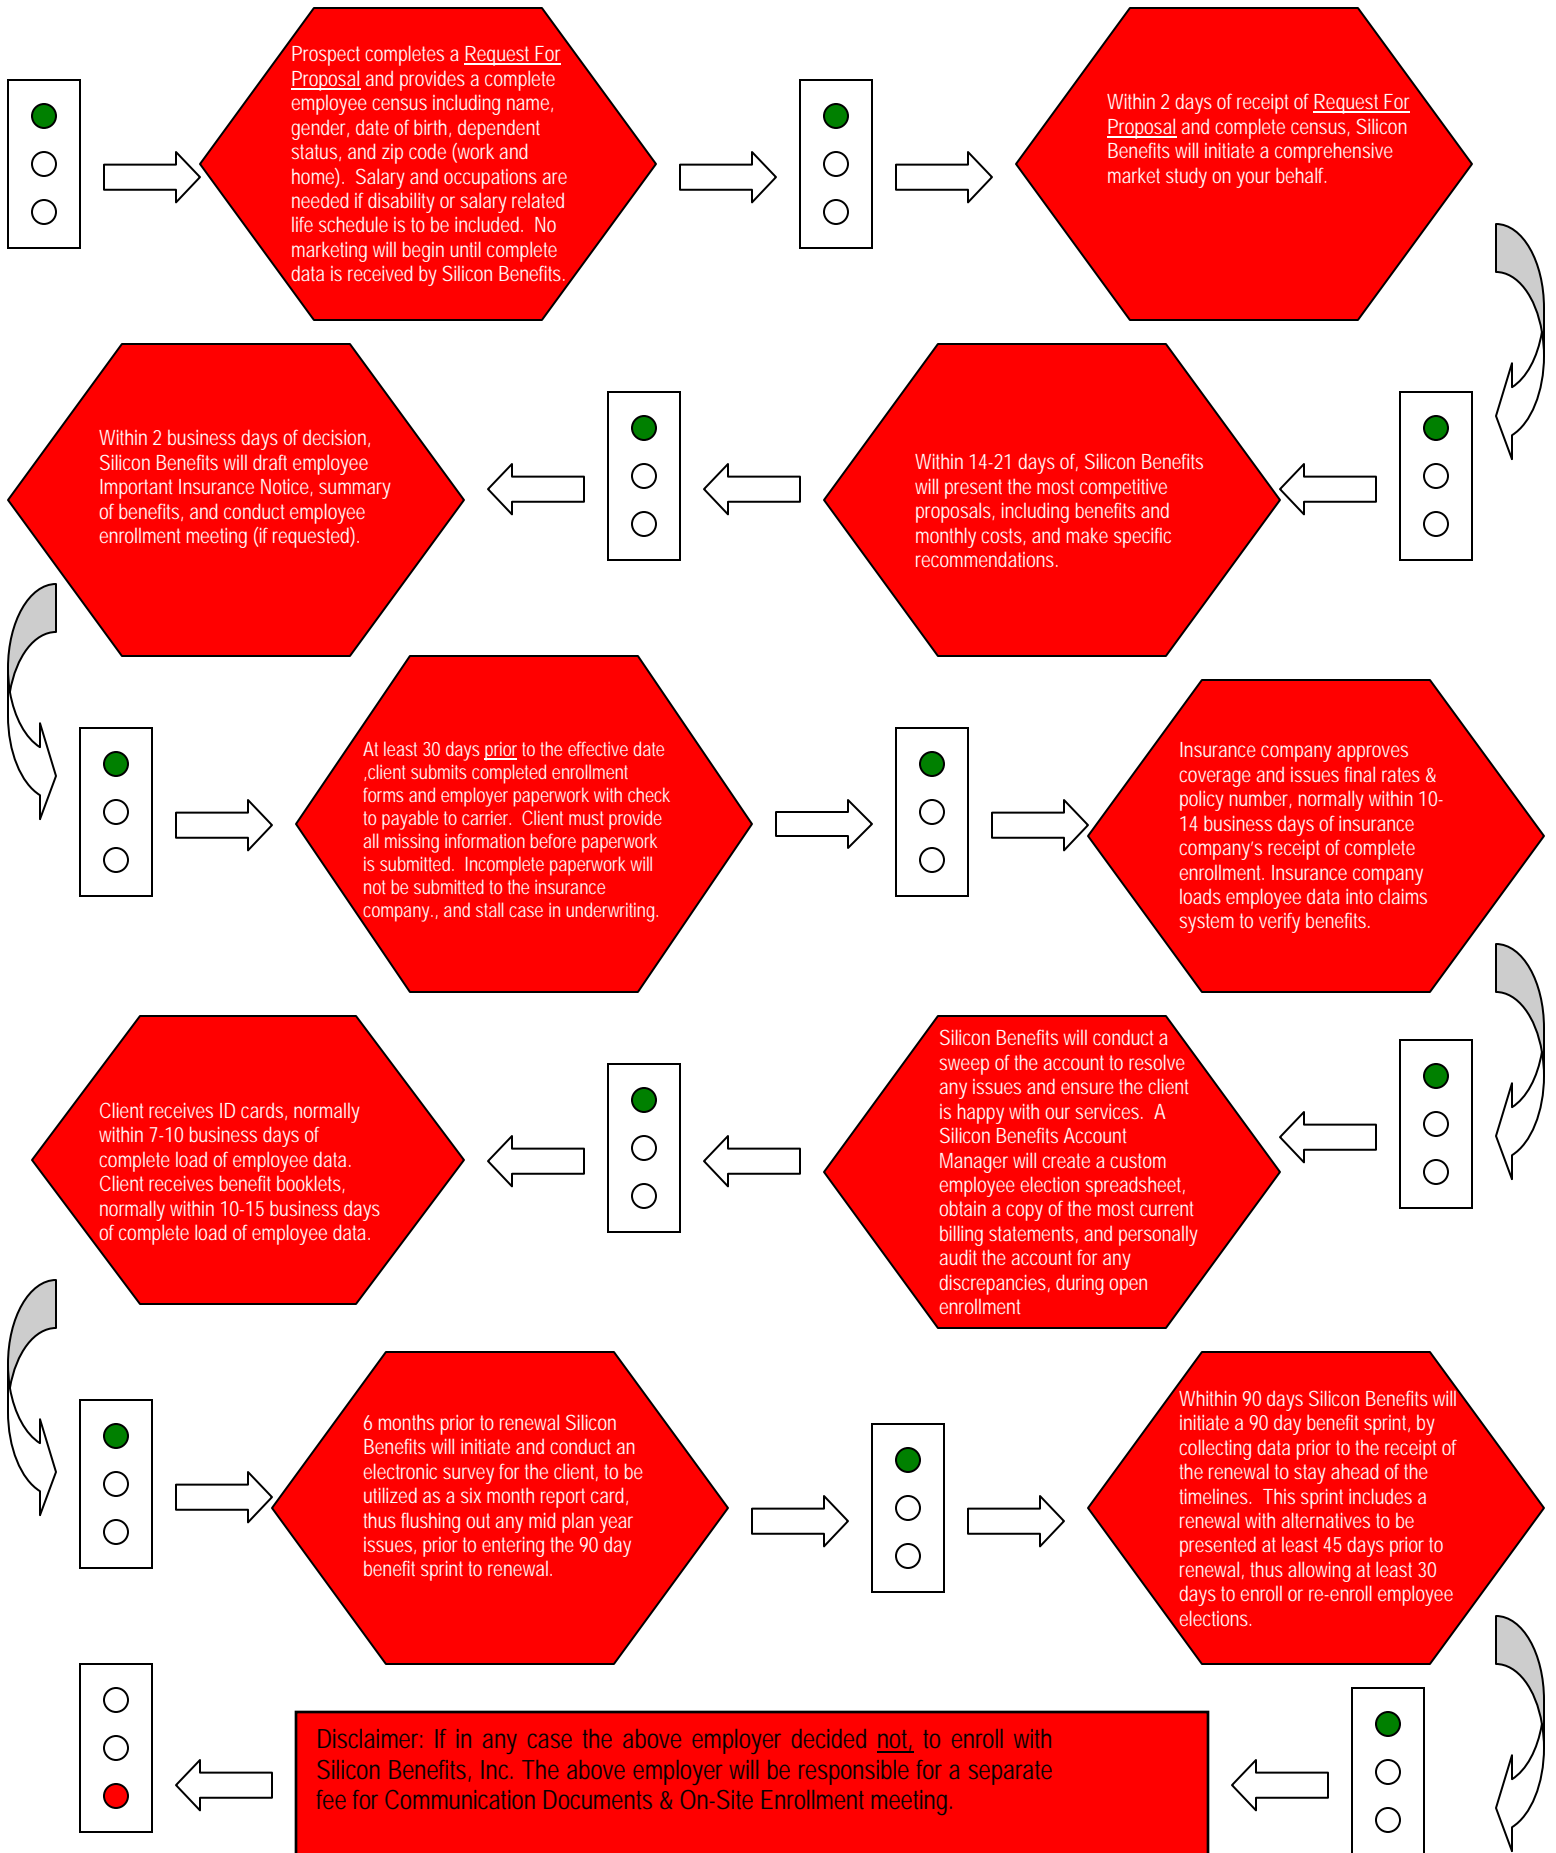 Prospect completes a Request For
Proposal and provides a complete
employee census including name,
gender, date of birth, dependent
status, and zip code (work and
home).  Salary and occupations are
needed if disability or salary related
life schedule is to be included.  No
marketing will begin until complete
data is received by Silicon Benefits.
Within 2 days of receipt of Request For
Proposal and complete census, Silicon
Benefits will initiate a comprehensive
market study on your behalf.
Within 14-21 days of, Silicon Benefits
will present the most competitive
proposals, including benefits and
monthly costs, and make specific
recommendations.
Within 2 business days of decision,
Silicon Benefits will draft employee
Important Insurance Notice, summary
of benefits, and conduct employee
enrollment meeting (if requested).
At least 30 days prior to the effective date
,client submits completed enrollment
forms and employer paperwork with check
to payable to carrier.  Client must provide
all missing information before paperwork
is submitted.  Incomplete paperwork will
not be submitted to the insurance
company., and stall case in underwriting.
Insurance company approves
coverage and issues final rates &
policy number, normally within 10-
14 business days of insurance
company's receipt of complete
enrollment. Insurance company
loads employee data into claims
system to verify benefits.
Silicon Benefits will conduct a
sweep of the account to resolve
any issues and ensure the client
is happy with our services.  A
Silicon Benefits Account
Manager will create a custom
employee election spreadsheet,
obtain a copy of the most current
billing statements, and personally
audit the account for any
discrepancies, during open
enrollment
Client receives ID cards, normally
within 7-10 business days of
complete load of employee data.
Client receives benefit booklets,
normally within 10-15 business days
of complete load of employee data.
6 months prior to renewal Silicon
Benefits will initiate and conduct an
electronic survey for the client, to be
utilized as a six month report card,
thus flushing out any mid plan year
issues, prior to entering the 90 day
benefit sprint to renewal.
Whithin 90 days Silicon Benefits will
initiate a 90 day benefit sprint, by
collecting data prior to the receipt of
the renewal to stay ahead of the
timelines.  This sprint includes a
renewal with alternatives to be
presented at least 45 days prior to
renewal, thus allowing at least 30
days to enroll or re-enroll employee
elections.
Disclaimer: If in any case the above employer decided not, to enroll with
Silicon Benefits, Inc. The above employer will be responsible for a separate
fee for Communication Documents & On-Site Enrollment meeting.